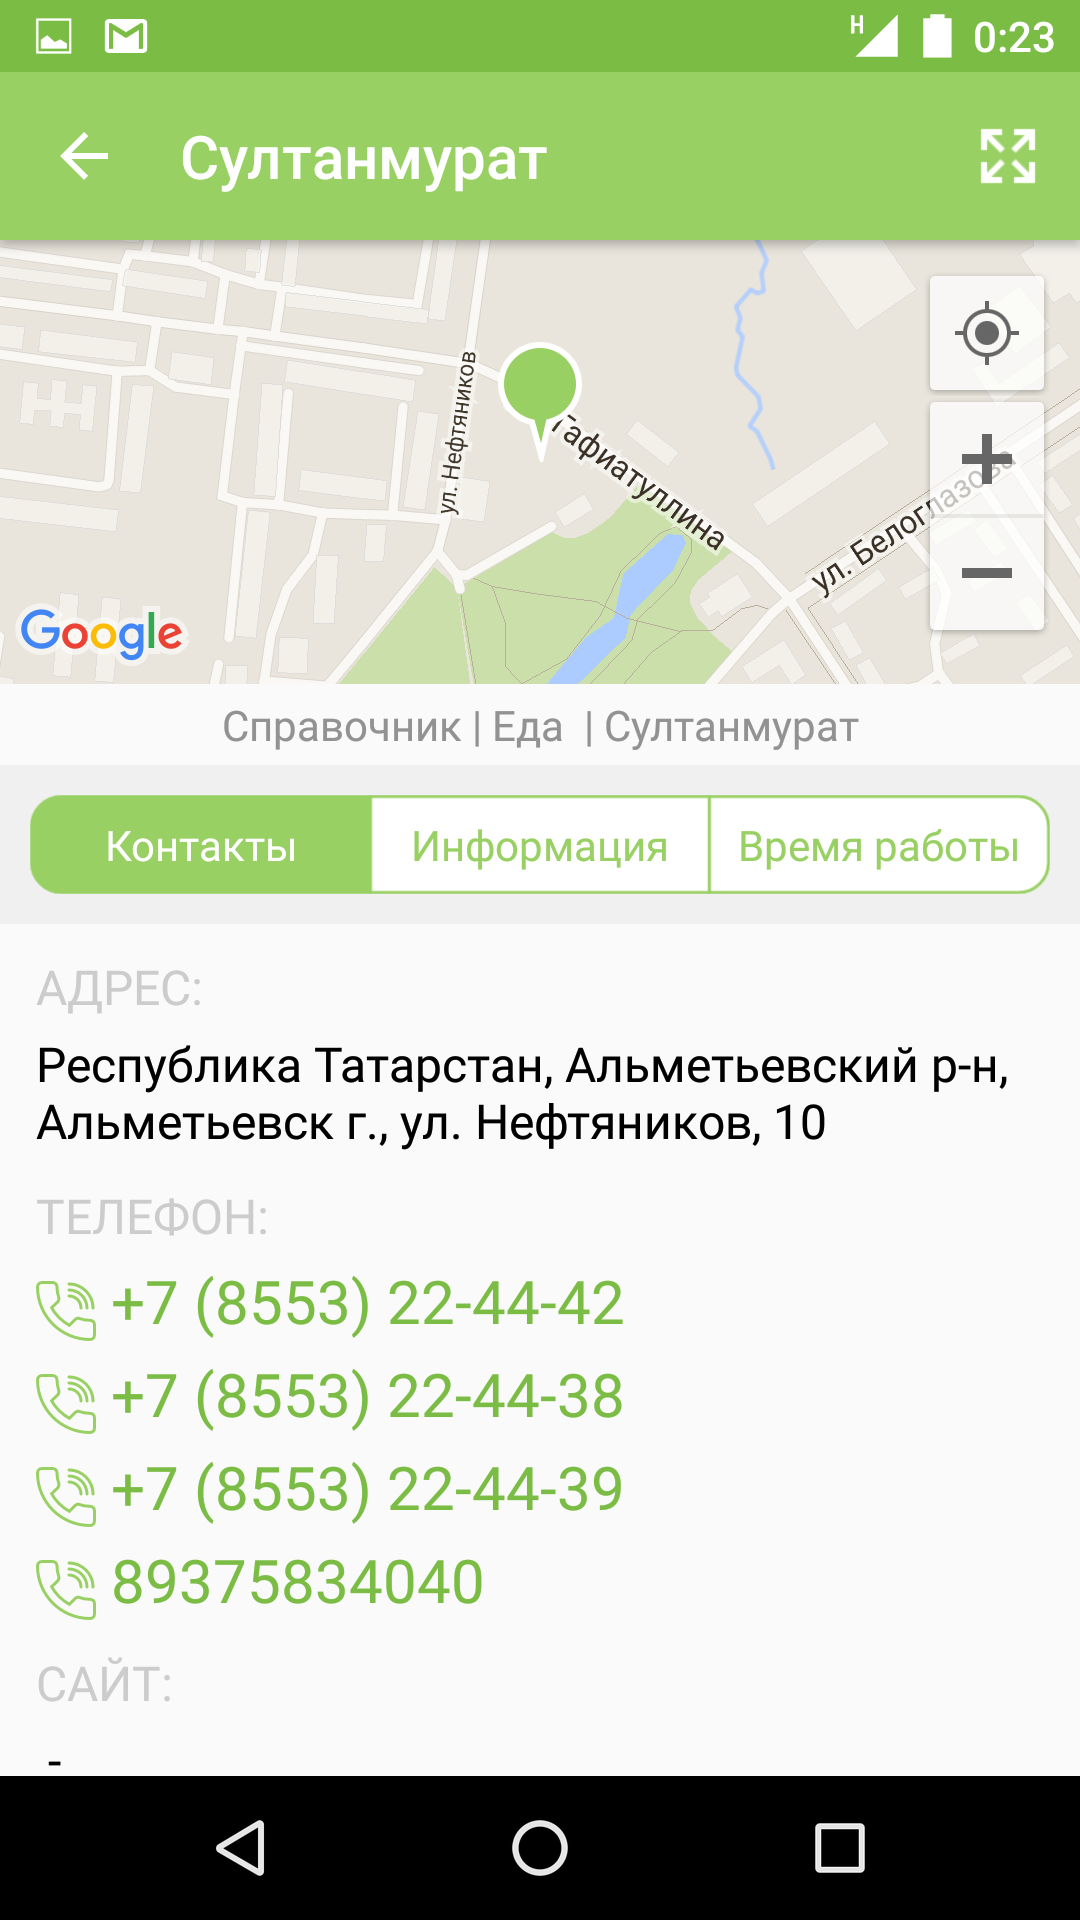 H 0:23
Султанмурат
ул. Нефтяников
Гафиатуллина
ул. Белоглазова
Google
Справочник | Еда | Султанмурат
Контакты
Информация
Время работы
АДРЕС:
Республика Татарстан, Альметьевский р-н,
Альметьевск г., ул. Нефтяников, 10
ТЕЛЕФОН:
+7 (8553) 22-44-42
+7 (8553) 22-44-38
+7 (8553) 22-44-39
89375834040
САЙТ:
-